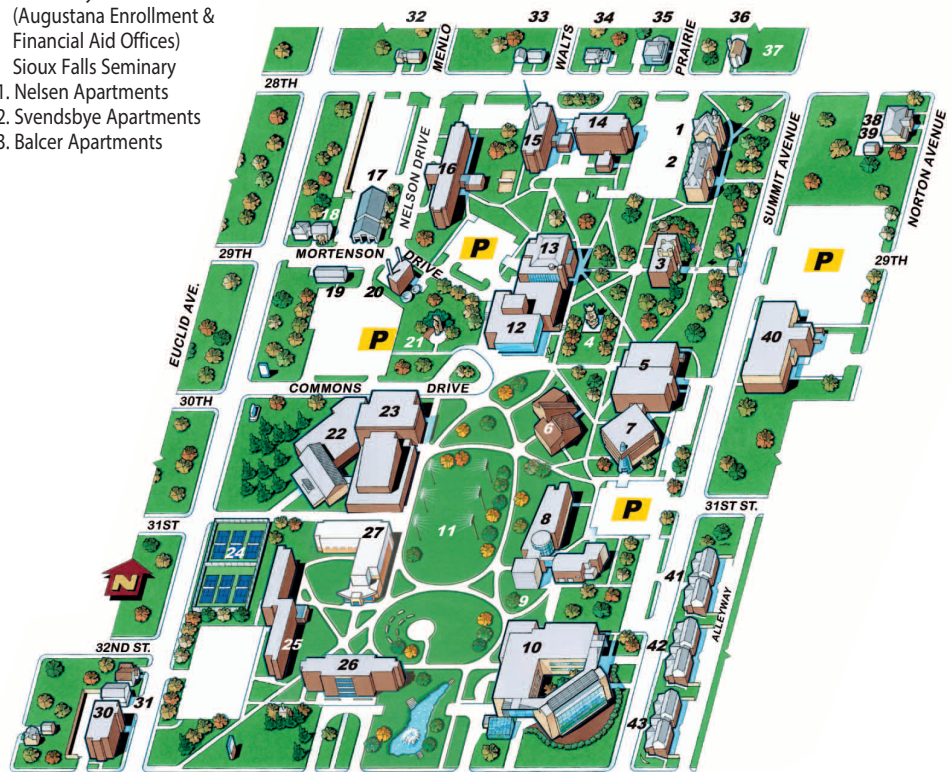 (Augustana Enrollment &
Financial Aid Offices)
Sioux Falls Seminary
1. Nelsen Apartments
2. Svendsbye Apartments
3. Balcer Apartments
32
33
34
35
36
37
MENLO
WALTS
PRAIRIE
28TH
1
2
14
15
16
17
18
38
39
NELSON DRIVE
SUMMIT AVENUE
NORTON AVENUE
29TH
MORTENSON
DRIVE
P
13
3
P
29TH
19
20
EUCLID AVE.
P
21
12
4
5
40
COMMONS
DRIVE
30TH
23
22
6
7
31ST
24
27
11
8
P
31ST ST.
N
41
9
ALLEYWAY
25
10
42
32ND ST.
26
30
31
43